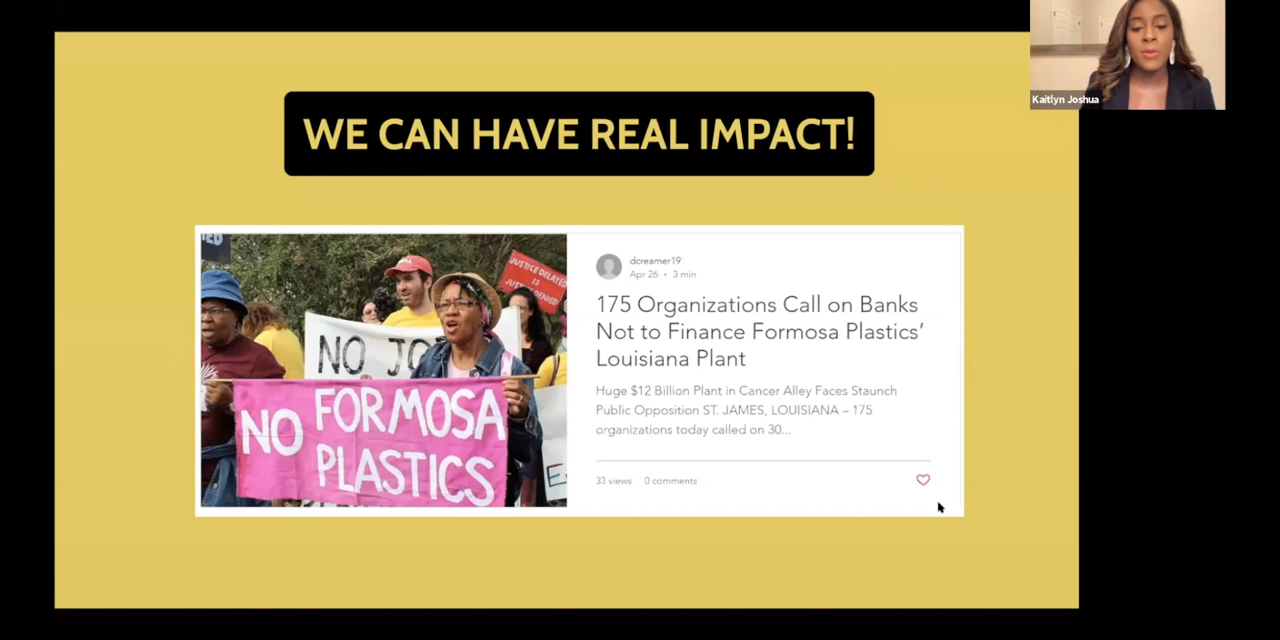 Kaitlyn Joshua
WE CAN HAVE REAL IMPACT!
JUSTICE DELAYED
IS
JUSTICE DENIED
NO
NO FORMOSA
PLASTICS
dcreamer19
Apr 26 • 3 min
175 Organizations Call on Banks
Not to Finance Formosa Plastics’
Louisiana Plant
Huge $12 Billion Plant in Cancer Alley Faces Staunch
Public Opposition ST. JAMES, LOUISIANA – 175
organizations today called on 30...
33 views 0 comments